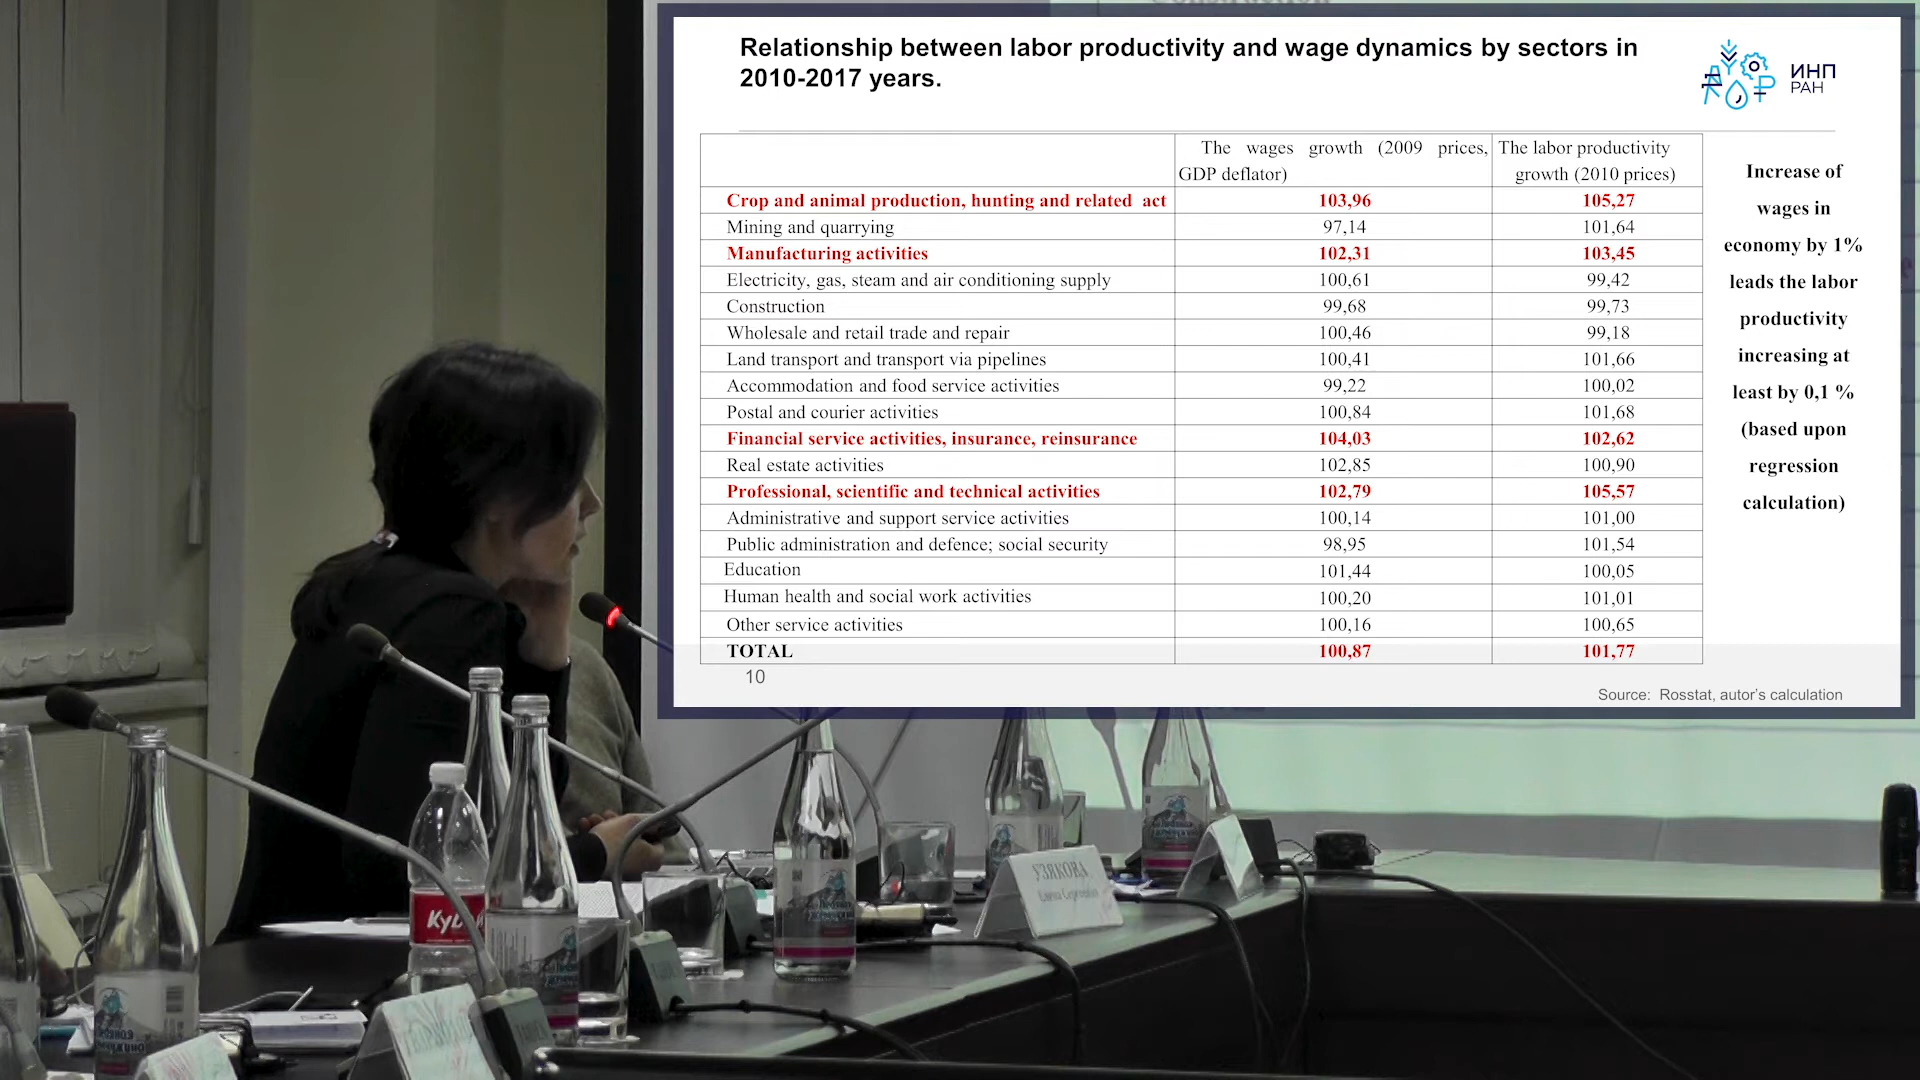 Relationship between labor productivity and wage dynamics by sectors in
2010-2017 years.
ИНП
РАН
The wages growth (2009 prices, GDP deflator) The labor productivity growth (2010 prices)
Crop and animal production, hunting and related act 103,96 105,27
Mining and quarrying 97,14 101,64
Manufacturing activities 102,31 103,45
Electricity, gas, steam and air conditioning supply 100,61 99,42
Construction 99,68 99,73
Wholesale and retail trade and repair 100,46 99,18
Land transport and transport via pipelines 100,41 101,66
Accommodation and food service activities 99,22 100,02
Postal and courier activities 100,84 101,68
Financial service activities, insurance, reinsurance 104,03 102,62
Real estate activities 102,85 100,90
Professional, scientific and technical activities 102,79 105,57
Administrative and support service activities 100,14 101,00
Public administration and defence; social security 98,95 101,54
Education 101,44 100,05
Human health and social work activities 100,20 101,01
Other service activities 100,16 100,65
TOTAL 100,87 101,77
Increase of
wages in
economy by 1%
leads the labor
productivity
increasing at
least by 0,1 %
(based upon
regression
calculation)
10
Source: Rosstat, autor's calculation
УЗЯКОВА
Елена Сергеевна